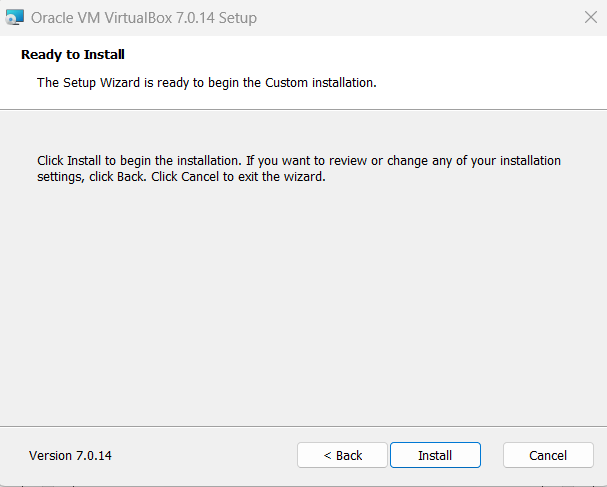 Oracle VM VirtualBox 7.0.14 Setup
Ready to Install
The Setup Wizard is ready to begin the Custom installation.
Click Install to begin the installation. If you want to review or change any of your installation
settings, click Back. Click Cancel to exit the wizard.
Version 7.0.14
< Back
Install
Cancel